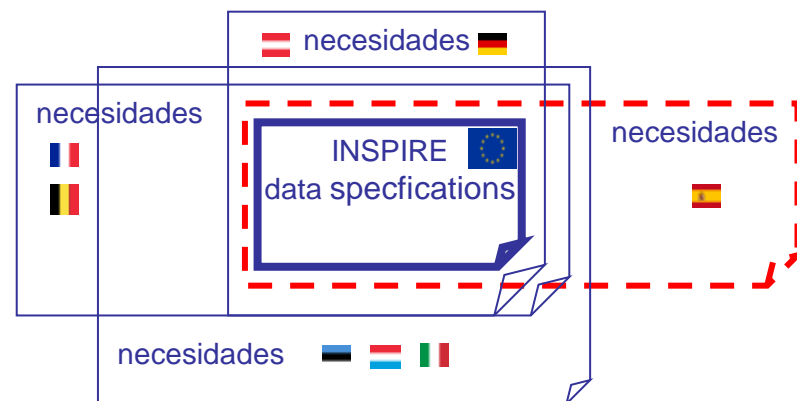 necesidades
necesidades
necesidades
INSPIRE
data specfications
necesidades